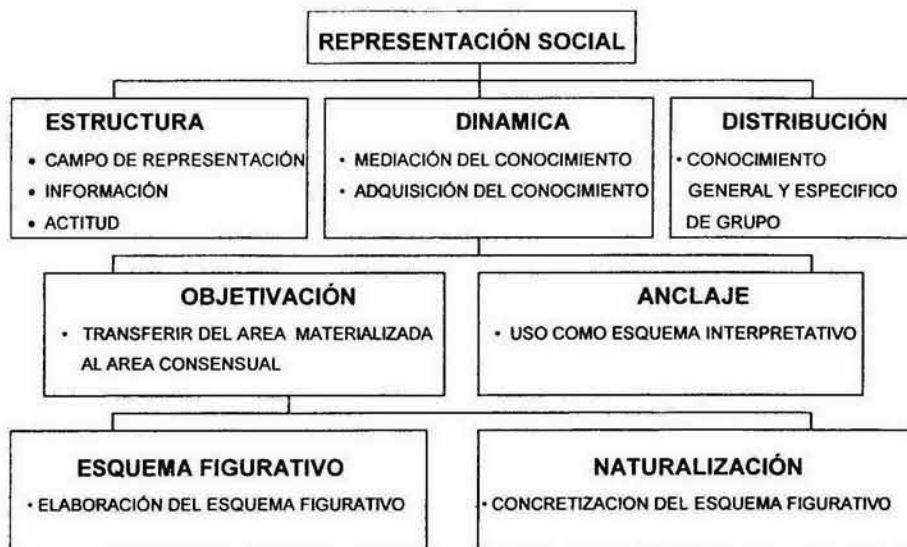 REPRESENTACIÓN SOCIAL
ESTRUCTURA
• CAMPO DE REPRESENTACIÓN
• INFORMACIÓN
• ACTITUD
DINAMICA
• MEDIACIÓN DEL CONOCIMIENTO
• ADQUISICIÓN DEL CONOCIMIENTO
DISTRIBUCIÓN
• CONOCIMIENTO
GENERAL Y ESPECIFICO
DE GRUPO
OBJETIVACIÓN
• TRANSFERIR DEL AREA MATERIALIZADA
AL AREA CONSENSUAL
ANCLAJE
• USO COMO ESQUEMA INTERPRETATIVO
ESQUEMA FIGURATIVO
• ELABORACIÓN DEL ESQUEMA FIGURATIVO
NATURALIZACIÓN
• CONCRETIZACION DEL ESQUEMA FIGURATIVO